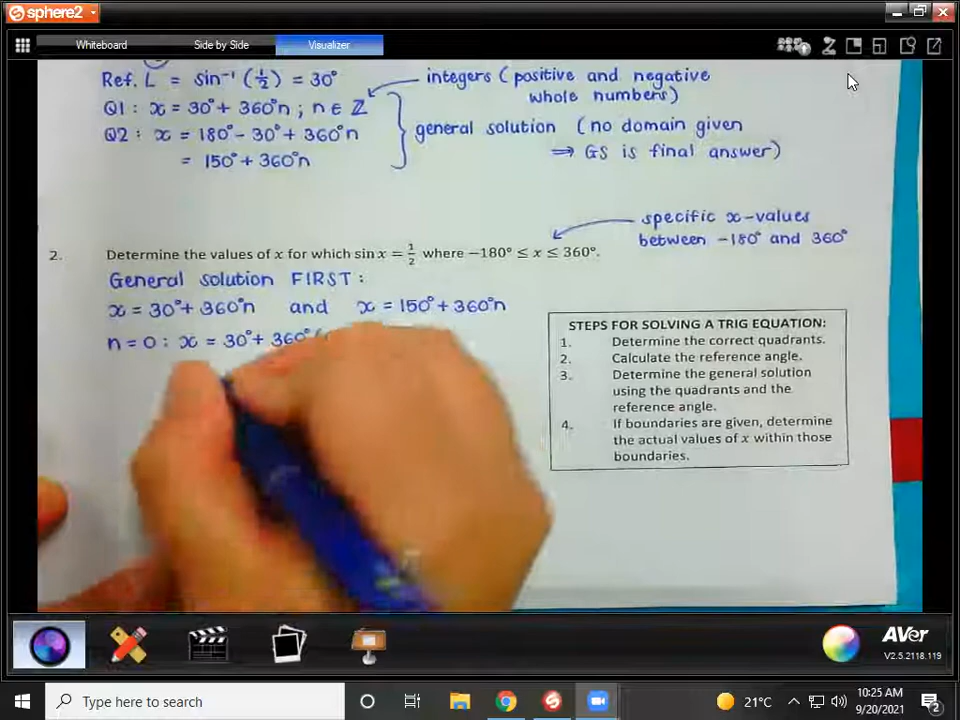 sphere2
Whiteboard
Side by Side
Visualizer
Ref. L = sin⁻¹ (½) = 30°
integers (positive and negative
whole numbers)
Q1 : x = 30° + 360°n ; n ∈ ℤ
Q2 : x = 180° - 30° + 360°n
= 150° + 360°n
general solution (no domain given
⇒ GS is final answer)
specific x-values
between -180° and 360°
2. Determine the values of x for which sin x = 1/2 where −180° ≤ x ≤ 360°.
General solution FIRST :
x = 30° + 360°n and x = 150° + 360°n
n = 0 : x = 30° + 360°(
STEPS FOR SOLVING A TRIG EQUATION:
1. Determine the correct quadrants.
2. Calculate the reference angle.
3. Determine the general solution
using the quadrants and the
reference angle.
4. If boundaries are given, determine
the actual values of x within those
boundaries.
AVer
V2.5.2118.119
Type here to search
21°C
10:25 AM
9/20/2021
2